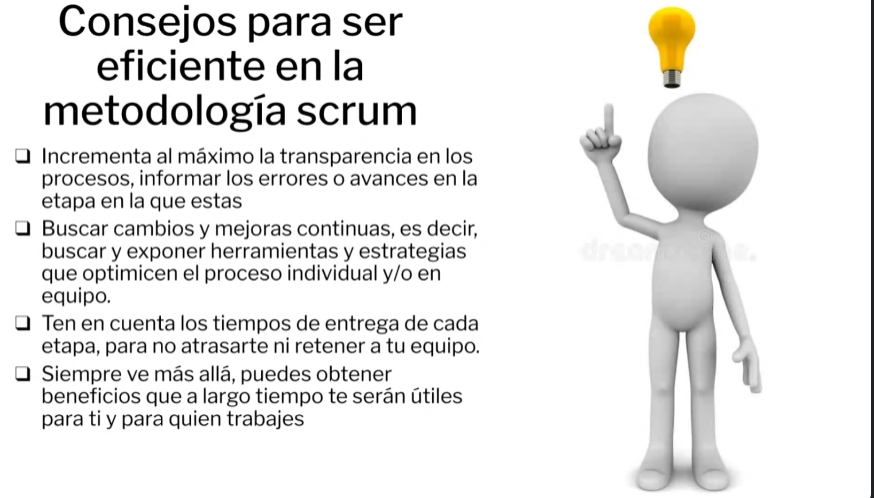 Consejos para ser
eficiente en la
metodología scrum
Incrementa al máximo la transparencia en los
procesos, informar los errores o avances en la
etapa en la que estas
Buscar cambios y mejoras continuas, es decir,
buscar y exponer herramientas y estrategias
que optimicen el proceso individual y/o en
equipo.
Ten en cuenta los tiempos de entrega de cada
etapa, para no atrasarte ni retener a tu equipo.
Siempre ve más allá, puedes obtener
beneficios que a largo tiempo te serán útiles
para ti y para quien trabajes